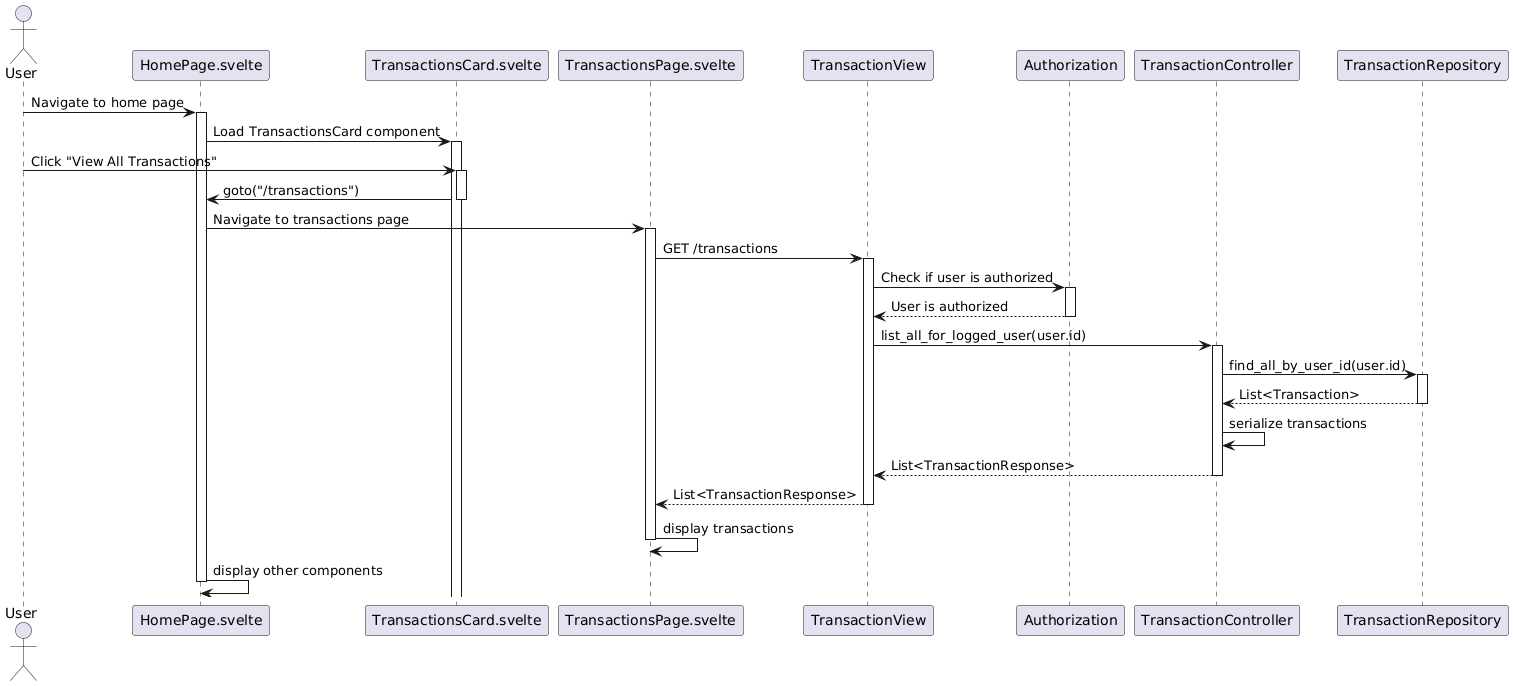 User
HomePage.svelte
TransactionsCard.svelte
TransactionsPage.svelte
TransactionView
Authorization
TransactionController
TransactionRepository
Navigate to home page
Load TransactionsCard component
Click "View All Transactions"
goto("/transactions")
Navigate to transactions page
GET /transactions
Check if user is authorized
User is authorized
list_all_for_logged_user(user.id)
find_all_by_user_id(user.id)
List<Transaction>
serialize transactions
List<TransactionResponse>
List<TransactionResponse>
display transactions
display other components
User
HomePage.svelte
TransactionsCard.svelte
TransactionsPage.svelte
TransactionView
Authorization
TransactionController
TransactionRepository